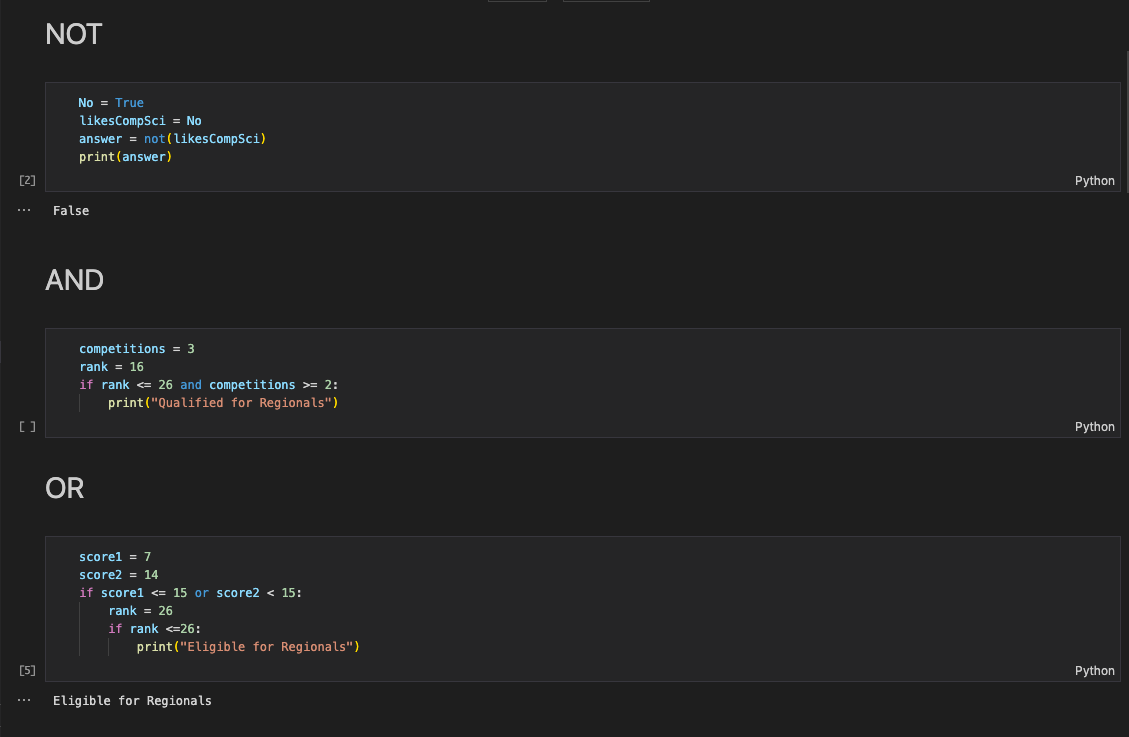 NOT
No = True
likesCompSci = No
answer = not(likesCompSci)
print(answer)
[2]
Python
... False
AND
competitions = 3
rank = 16
if rank <= 26 and competitions >= 2:
    print("Qualified for Regionals")
[ ]
Python
OR
score1 = 7
score2 = 14
if score1 <= 15 or score2 < 15:
    rank = 26
    if rank <=26:
        print("Eligible for Regionals")
[5]
Python
... Eligible for Regionals